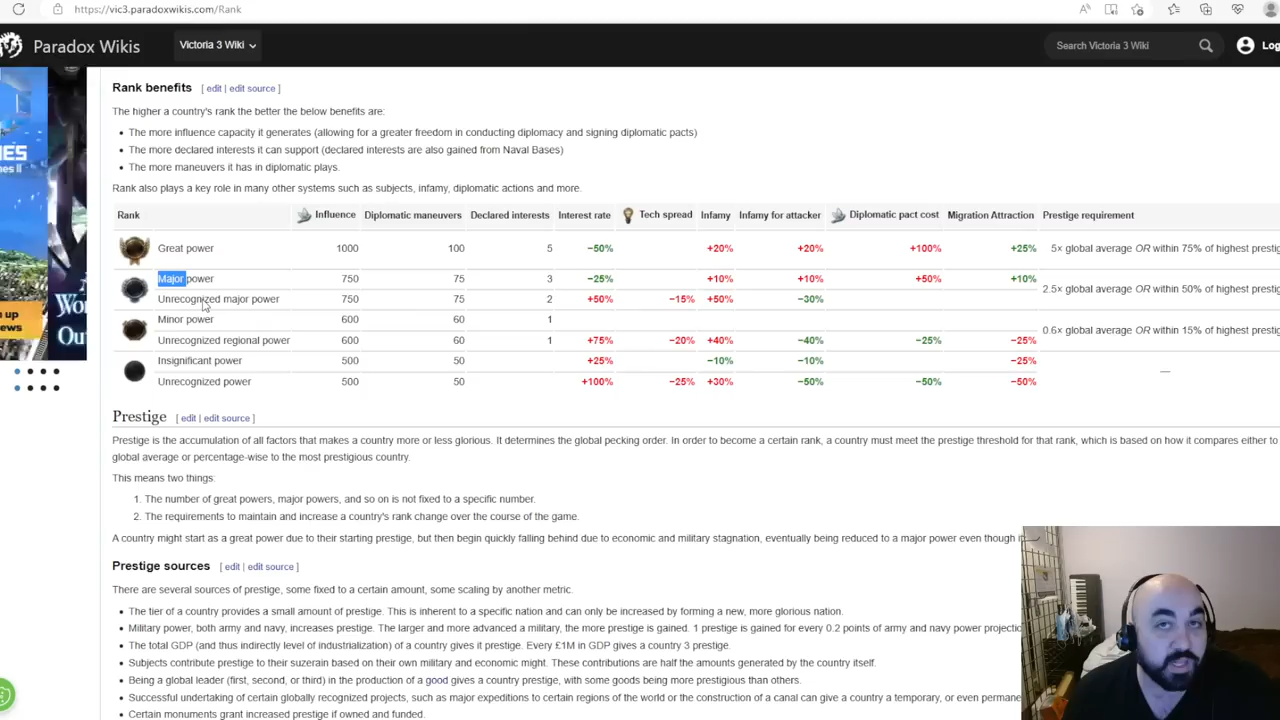 https://vic3.paradoxwikis.com/Rank
Paradox Wikis
Victoria 3 Wiki
Search Victoria 3 Wiki
Rank benefits [ edit | edit source ]
The higher a country's rank the better the below benefits are:
• The more influence capacity it generates (allowing for a greater freedom in conducting diplomacy and signing diplomatic pacts)
• The more declared interests it can support (declared interests are also gained from Naval Bases)
• The more maneuvers it has in diplomatic plays.
Rank also plays a key role in many other systems such as subjects, infamy, diplomatic actions and more.
Rank Influence Diplomatic maneuvers Declared interests Interest rate Tech spread Infamy Infamy for attacker Diplomatic pact cost Migration Attraction Prestige requirement
Great power 1000 100 5 −50% +20% +20% +100% +25% 5× global average OR within 75% of highest
Major power 750 75 3 −25% +10% +10% +50% +10%
2.5× global average OR within 50% of highest
Unrecognized major power 750 75 2 +50% −15% +50% −30%
Minor power 600 60 1
0.6× global average OR within 15% of highest
Unrecognized regional power 600 60 1 +75% −20% +40% −40% −25% −25%
Insignificant power 500 50 +25% −10% −10% −25%
—
Unrecognized power 500 50 +100% −25% +30% −50% −50% −50%
Prestige [ edit | edit source ]
Prestige is the accumulation of all factors that makes a country more or less glorious. It determines the global pecking order. In order to become a certain rank, a country must meet the prestige threshold for that rank, which is based on how it compares either to
global average or percentage-wise to the most prestigious country.
This means two things:
1. The number of great powers, major powers, and so on is not fixed to a specific number.
2. The requirements to maintain and increase a country's rank change over the course of the game.
A country might start as a great power due to their starting prestige, but then begin quickly falling behind due to economic and military stagnation, eventually being reduced to a major power even though
Prestige sources [ edit | edit source ]
There are several sources of prestige, some fixed to a certain amount, some scaling by another metric.
• The tier of a country provides a small amount of prestige. This is inherent to a specific nation and can only be increased by forming a new, more glorious nation.
• Military power, both army and navy, increases prestige. The larger and more advanced a military, the more prestige is gained. 1 prestige is gained for every 0.2 points of army and navy power
• The total GDP (and thus indirectly level of industrialization) of a country gives it prestige. Every £1M in GDP gives a country 3 prestige.
• Subjects contribute prestige to their suzerain based on their own military and economic might. These contributions are half the amounts generated by the country itself.
• Being a global leader (first, second, or third) in the production of a good gives a country prestige, with some goods being more prestigious than others.
• Successful undertaking of certain globally recognized projects, such as major expeditions to certain regions of the world or the construction of a canal can give a country a temporary, or even
• Certain monuments grant increased prestige if owned and funded.